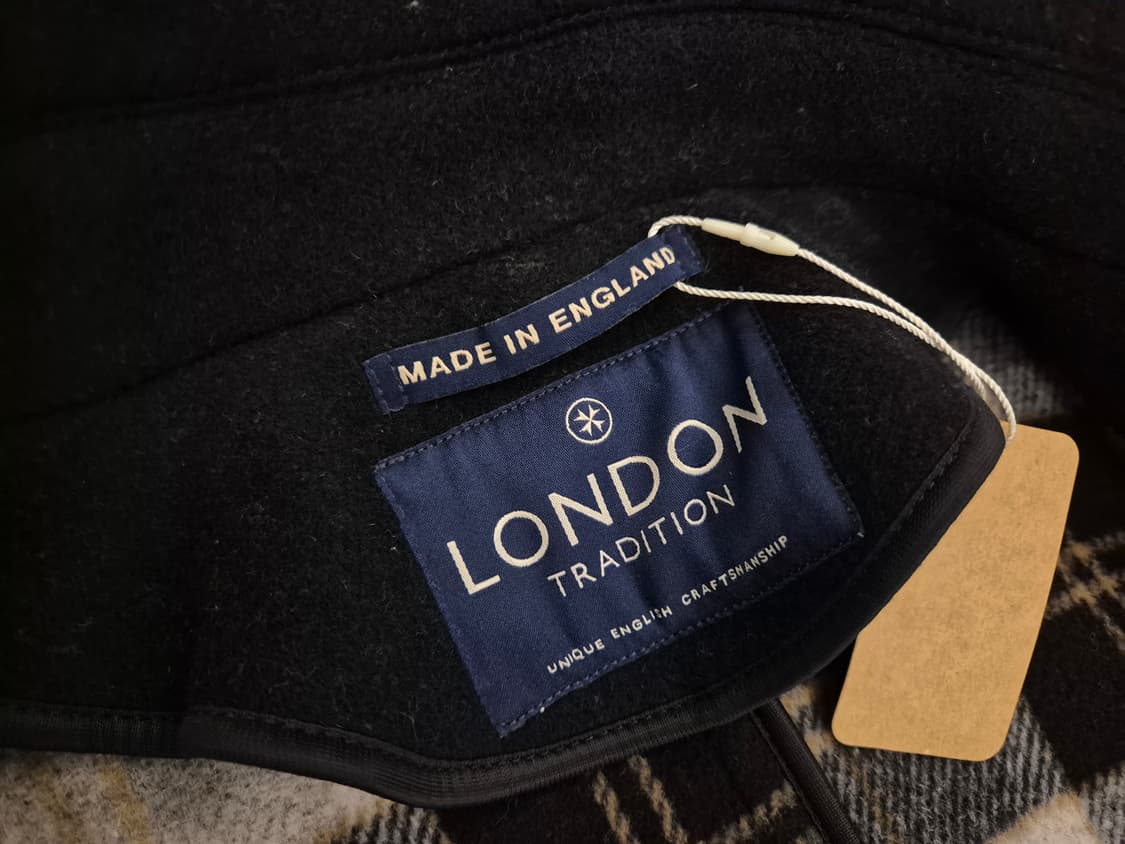 MADE IN ENGLAND
LONDON
TRADITION
UNIQUE ENGLISH CRAFTSMANSHIP